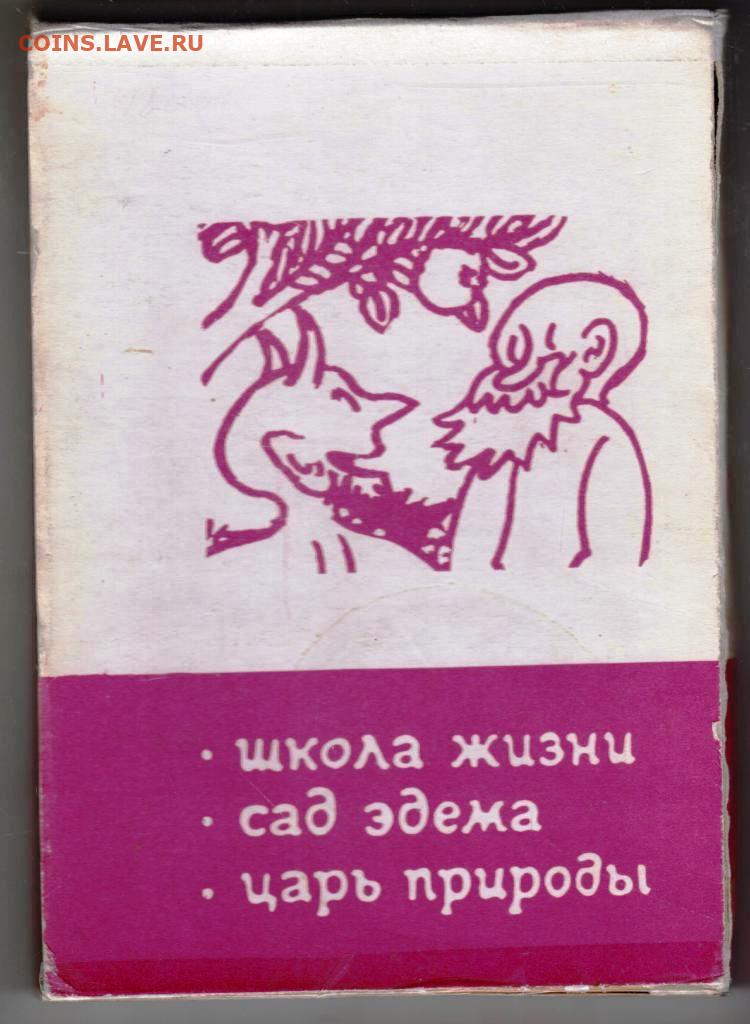 COINS.LAVE.RU
• школа жизни
• сад эдема
• царь природы